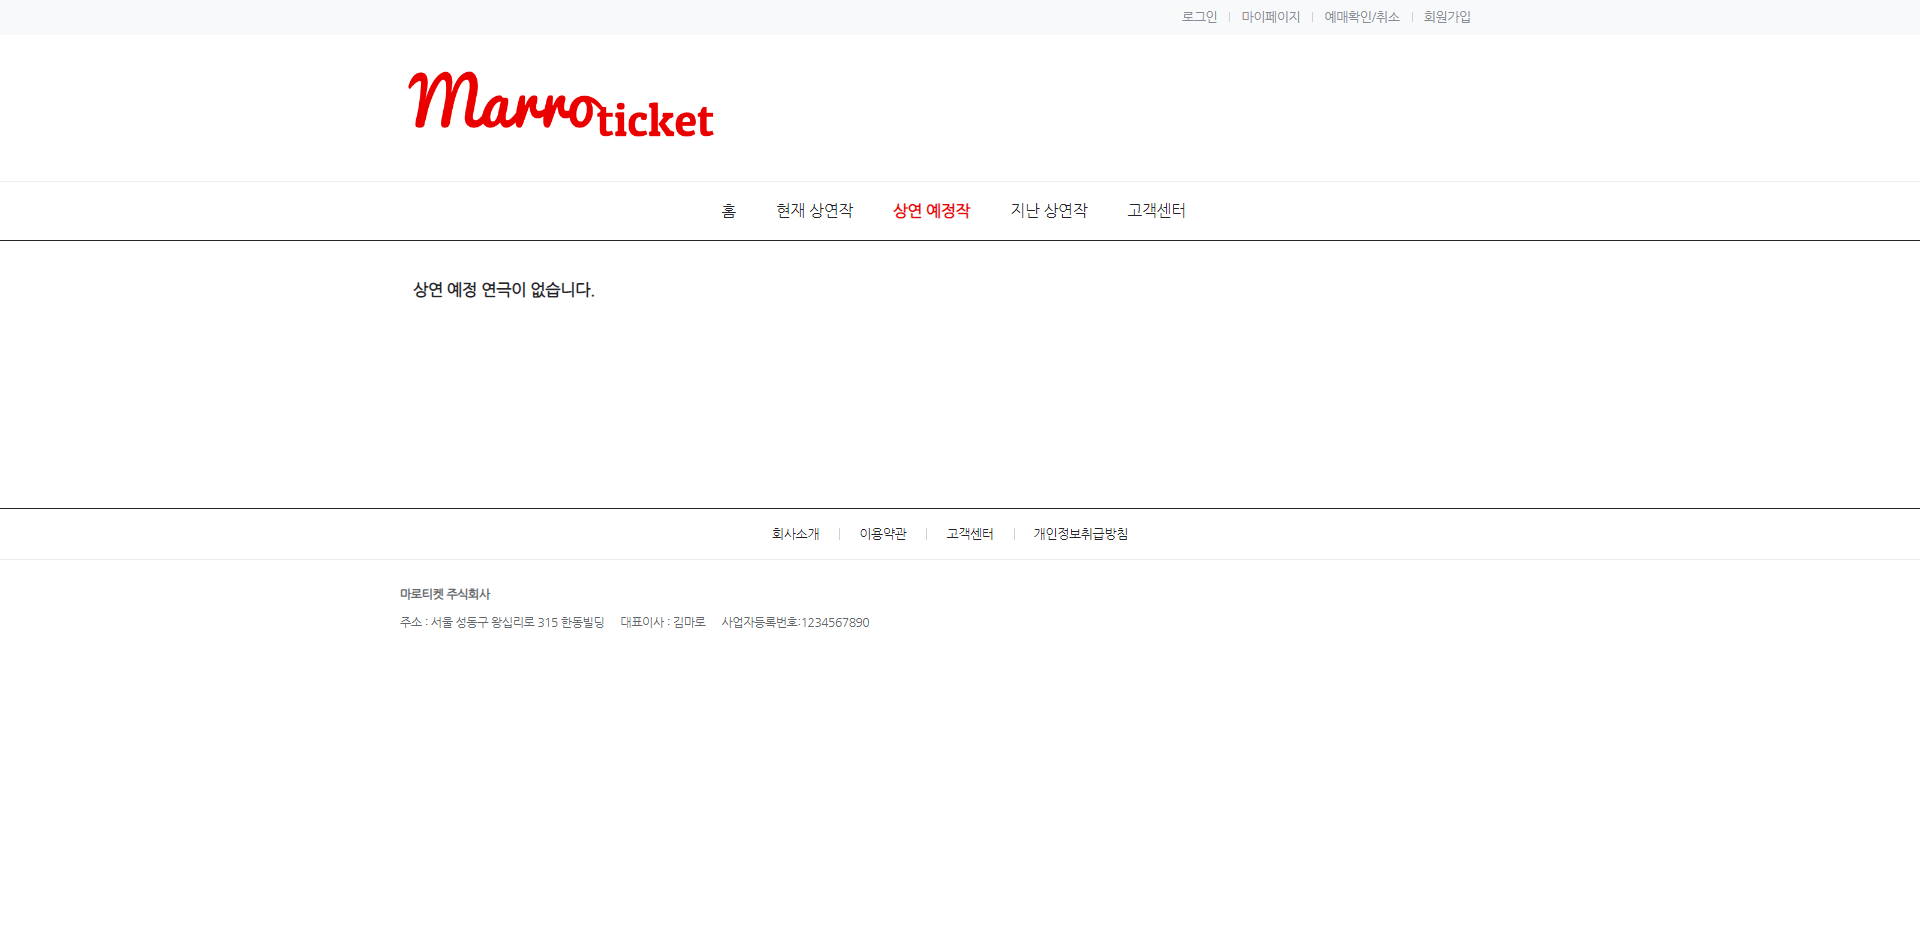 로그인 마이페이지 예매확인/취소 회원가입
Marro ticket
홈 현재 상연작 상연 예정작 지난 상연작 고객센터
상연 예정 연극이 없습니다.
회사소개 이용약관 고객센터 개인정보취급방침
마로티켓 주식회사
주소 : 서울 성동구 왕십리로 315 한동빌딩 대표이사 : 김마로 사업자등록번호:1234567890